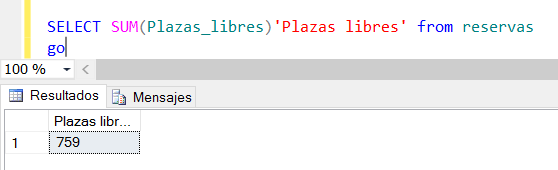 SELECT SUM(Plazas_libres)'Plazas libres' from reservas
go
100 %
Resultados Mensajes
Plazas libr...
1 759